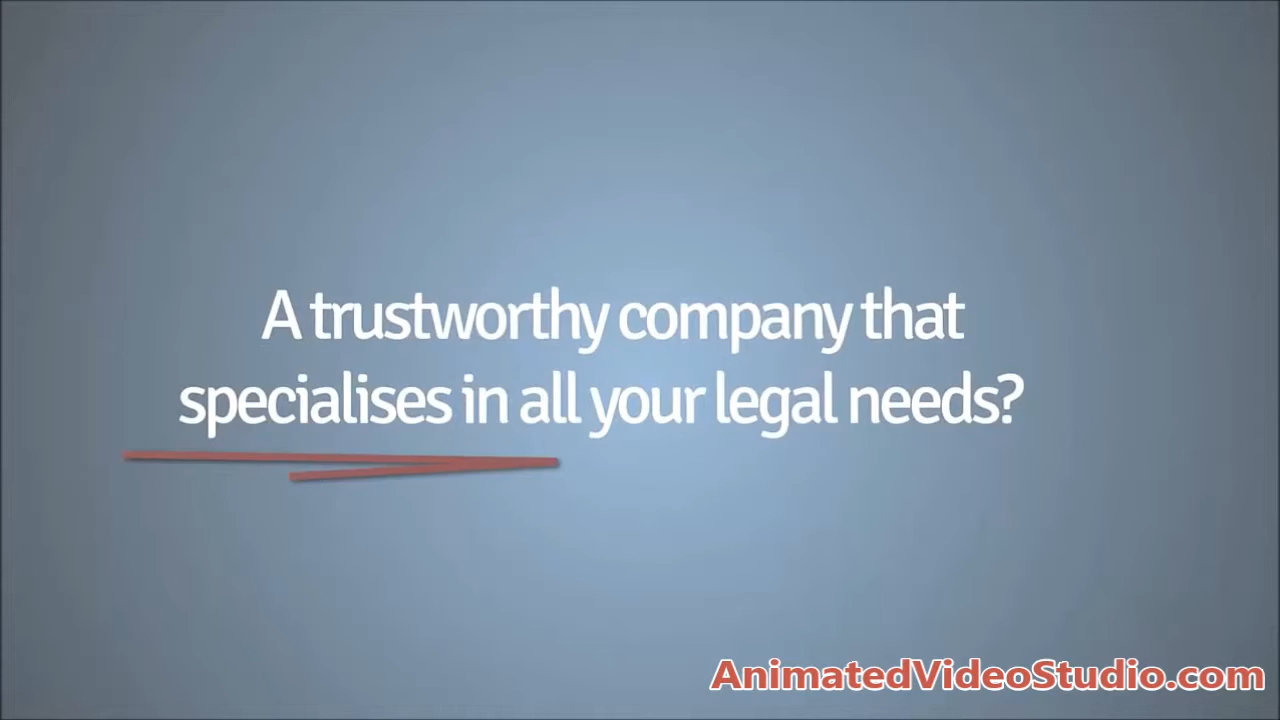 A trustworthy company that
specialises in all your legal needs?
AnimatedVideoStudio.com